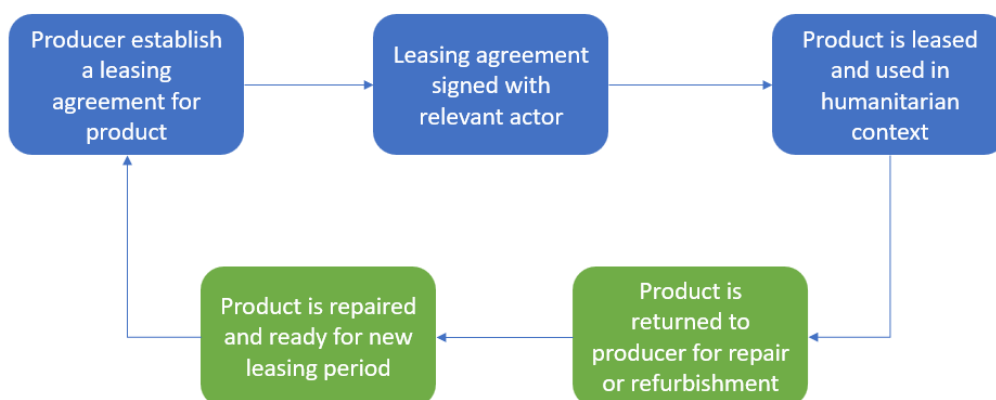 Producer establish
a leasing
agreement for
product
Leasing agreement
signed with
relevant actor
Product is leased
and used in
humanitarian
context
Product is
returned to
producer for repair
or refurbishment
Product is repaired
and ready for new
leasing period